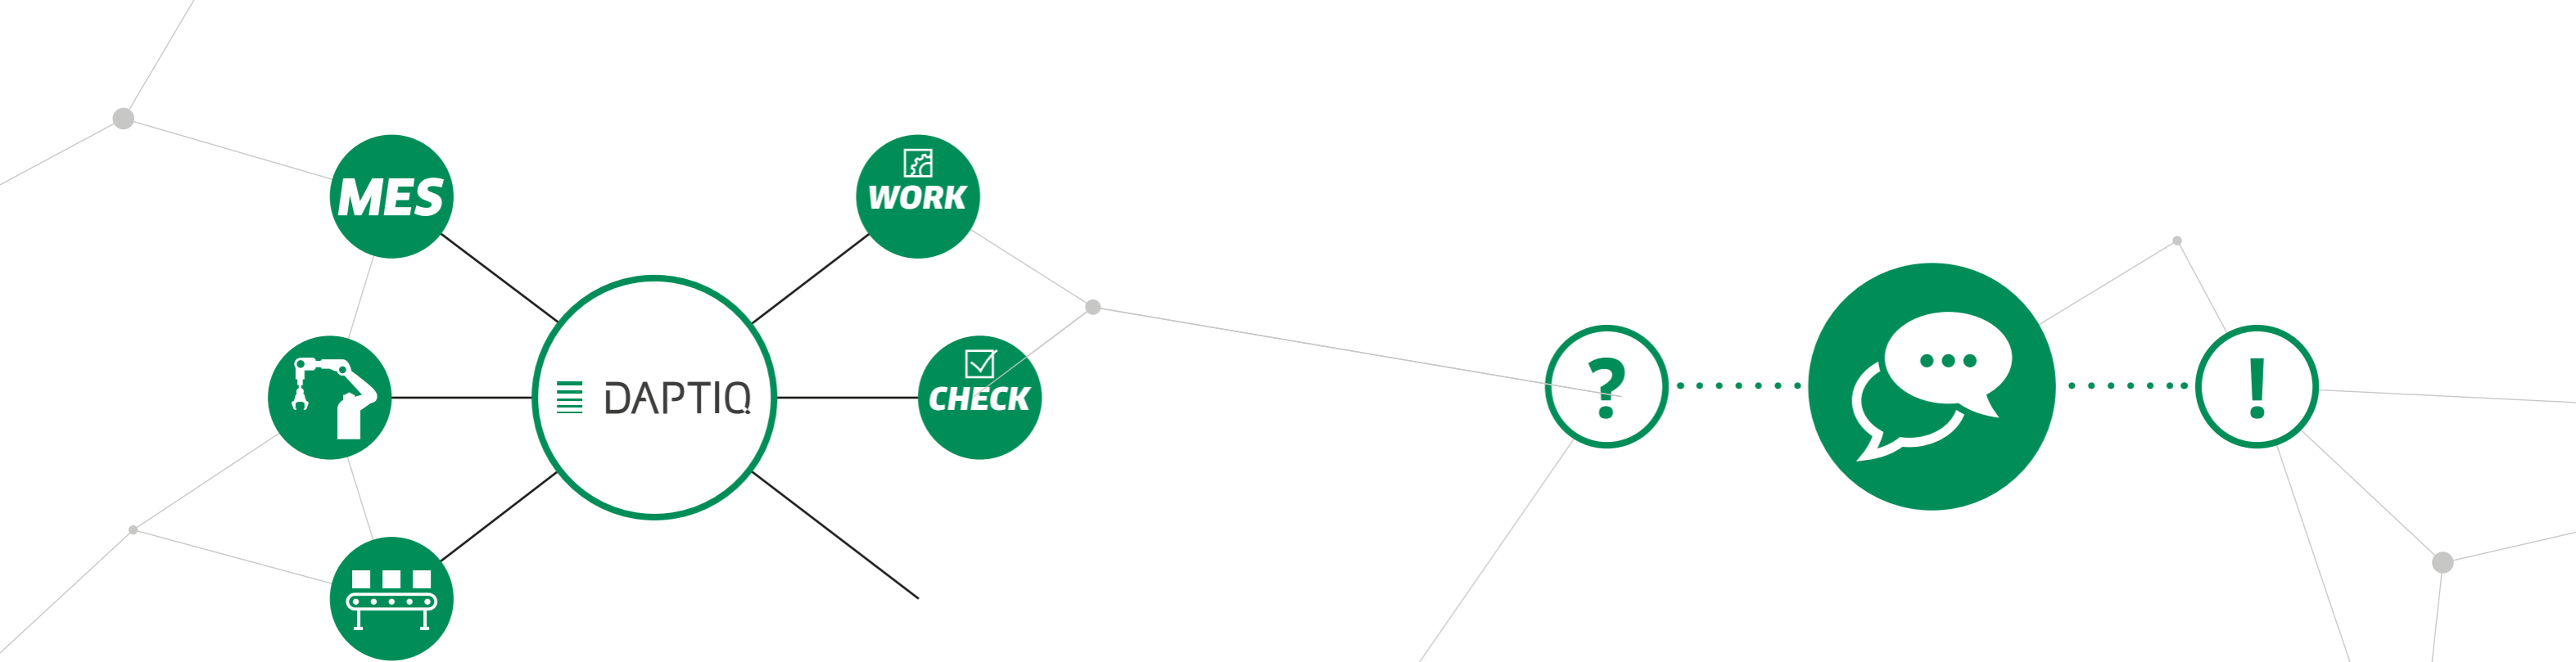 MES
WORK
DAPTIQ
CHECK
?
!